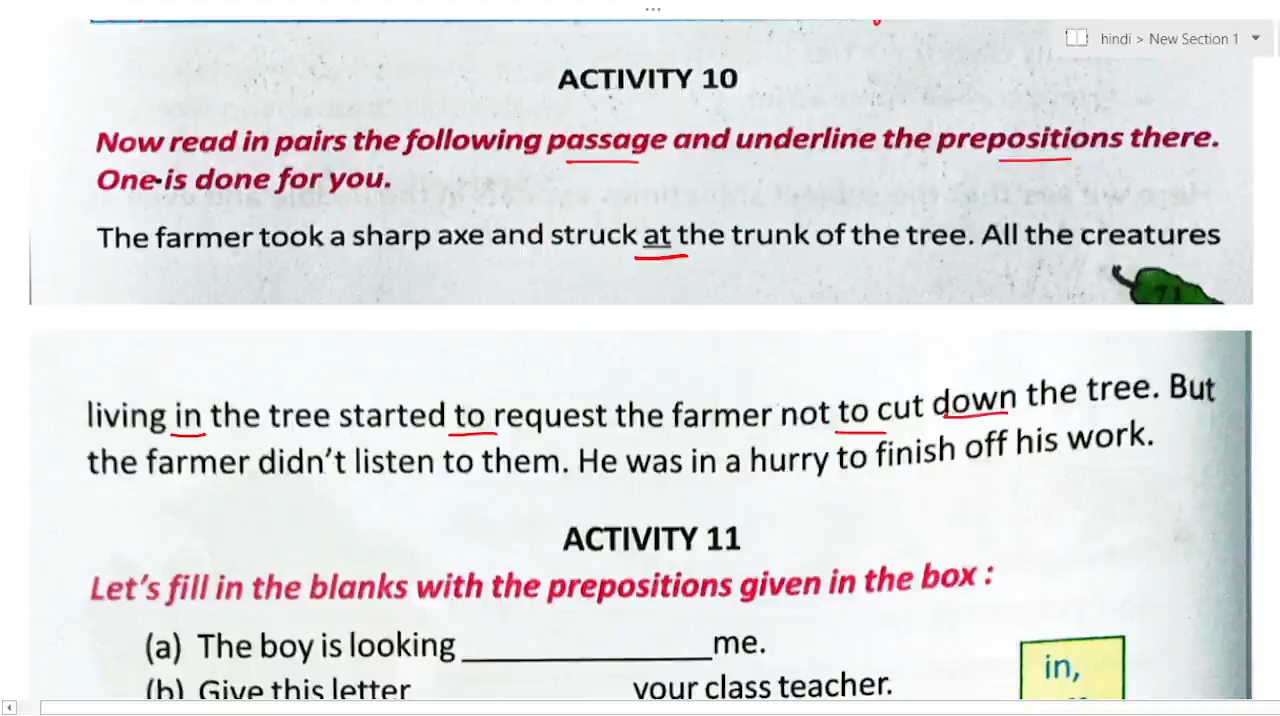 ...
hindi > New Section 1
ACTIVITY 10
Now read in pairs the following passage and underline the prepositions there.
One is done for you.
The farmer took a sharp axe and struck at the trunk of the tree. All the creatures
71
living in the tree started to request the farmer not to cut down the tree. But
the farmer didn't listen to them. He was in a hurry to finish off his work.
ACTIVITY 11
Let's fill in the blanks with the prepositions given in the box :
(a) The boy is looking ____________ me.
in,
(b) Give this letter your class teacher.